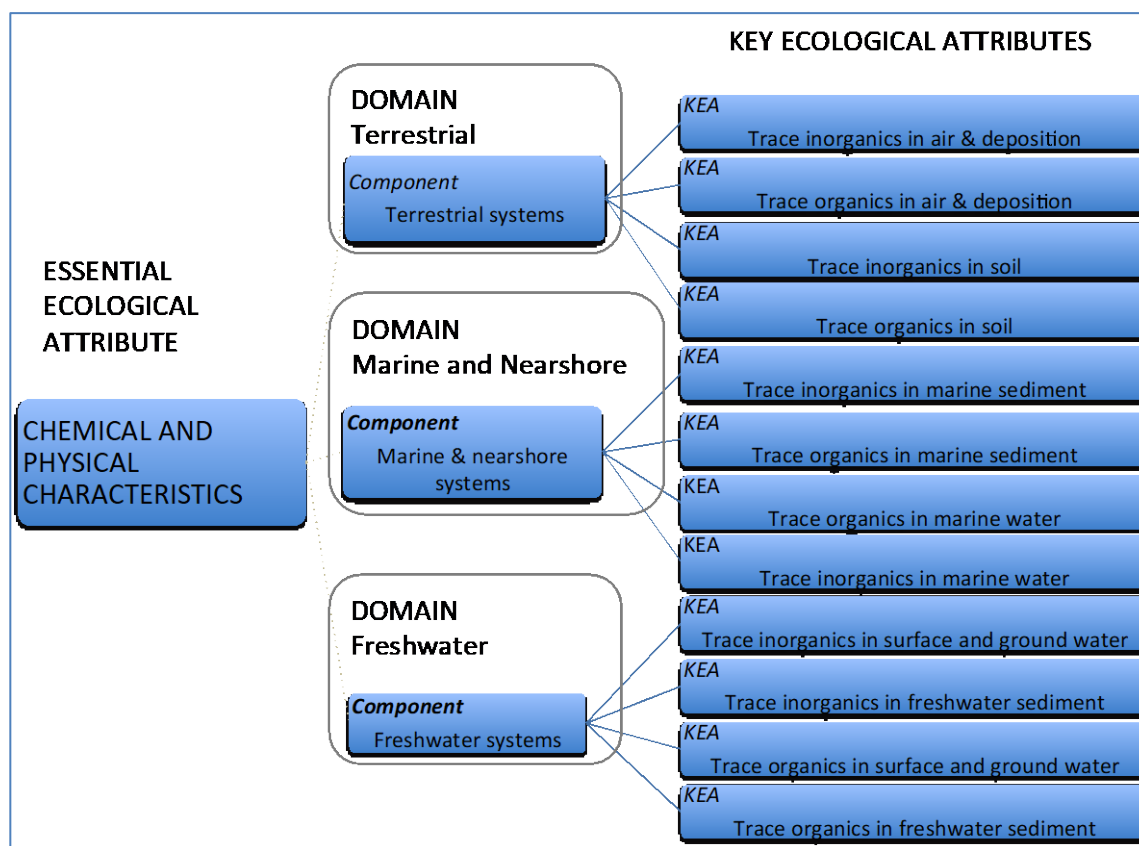 KEY ECOLOGICAL ATTRIBUTES
ESSENTIAL
ECOLOGICAL
ATTRIBUTE
CHEMICAL AND
PHYSICAL
CHARACTERISTICS
DOMAIN
Terrestrial
Component
Terrestrial systems
DOMAIN
Marine and Nearshore
Component
Marine & nearshore
systems
DOMAIN
Freshwater
Component
Freshwater systems
KEA
Trace inorganics in air & deposition
KEA
Trace organics in air & deposition
KEA
Trace inorganics in soil
KEA
Trace organics in soil
KEA
Trace inorganics in marine sediment
KEA
Trace organics in marine sediment
KEA
Trace organics in marine water
KEA
Trace inorganics in marine water
KEA
Trace inorganics in surface and ground water
KEA
Trace inorganics in freshwater sediment
KEA
Trace organics in surface and ground water
KEA
Trace organics in freshwater sediment